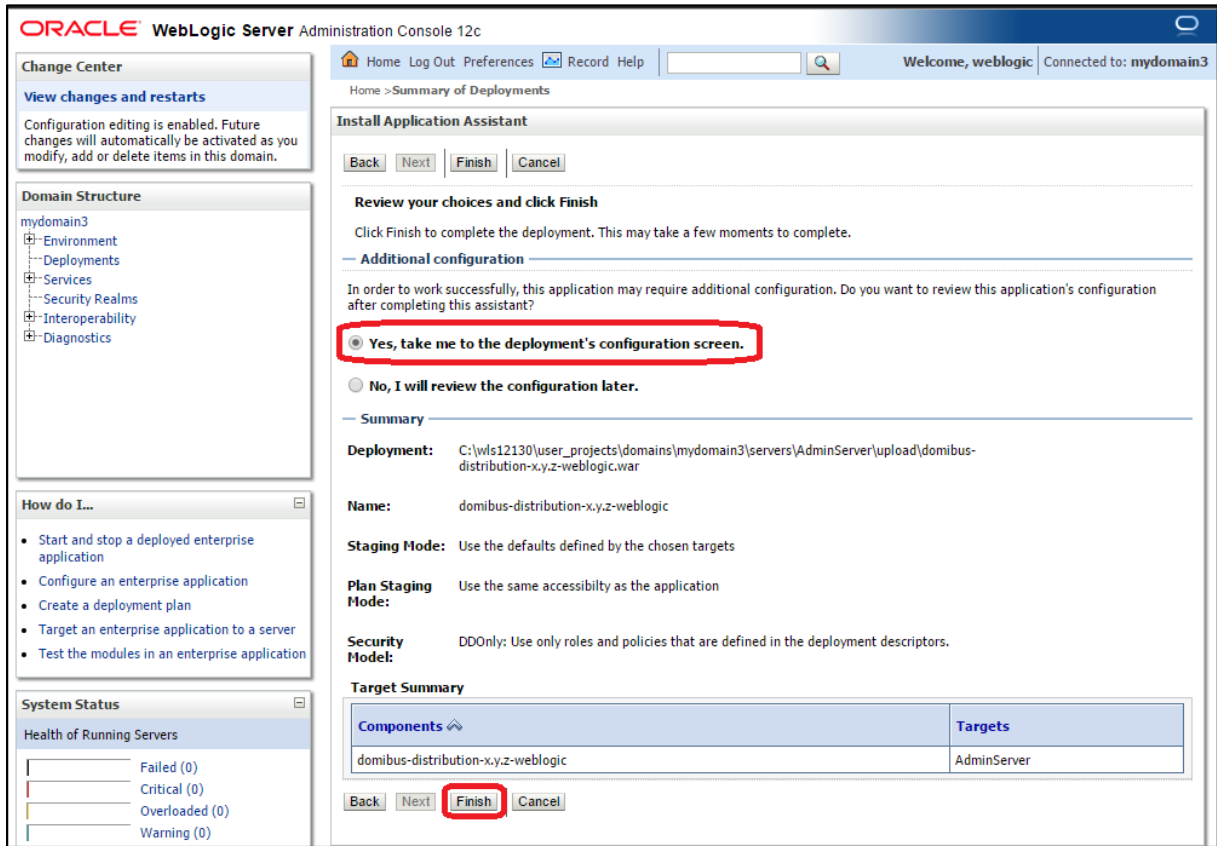 ORACLE WebLogic Server Administration Console 12c
Change Center
View changes and restarts
Configuration editing is enabled. Future
changes will automatically be activated as you
modify, add or delete items in this domain.
Domain Structure
mydomain3
Environment
Deployments
Services
Security Realms
Interoperability
Diagnostics
How do I...
Start and stop a deployed enterprise
application
Configure an enterprise application
Create a deployment plan
Target an enterprise application to a server
Test the modules in an enterprise application
System Status
Health of Running Servers
Failed (0)
Critical (0)
Overloaded (0)
Warning (0)
Home Log Out Preferences Record Help
Welcome, weblogic Connected to: mydomain3
Home >Summary of Deployments
Install Application Assistant
Back Next Finish Cancel
Review your choices and click Finish
Click Finish to complete the deployment. This may take a few moments to complete.
Additional configuration
In order to work successfully, this application may require additional configuration. Do you want to review this application's configuration
after completing this assistant?
Yes, take me to the deployment's configuration screen.
No, I will review the configuration later.
Summary
Deployment: C:\wls12130\user_projects\domains\mydomain3\servers\AdminServer\upload\domibus-
distribution-x.y.z-weblogic.war
Name: domibus-distribution-x.y.z-weblogic
Staging Mode: Use the defaults defined by the chosen targets
Plan Staging Use the same accessibilty as the application
Mode:
Security DDOnly: Use only roles and policies that are defined in the deployment descriptors.
Model:
Target Summary
Components Targets
domibus-distribution-x.y.z-weblogic AdminServer
Back Next Finish Cancel